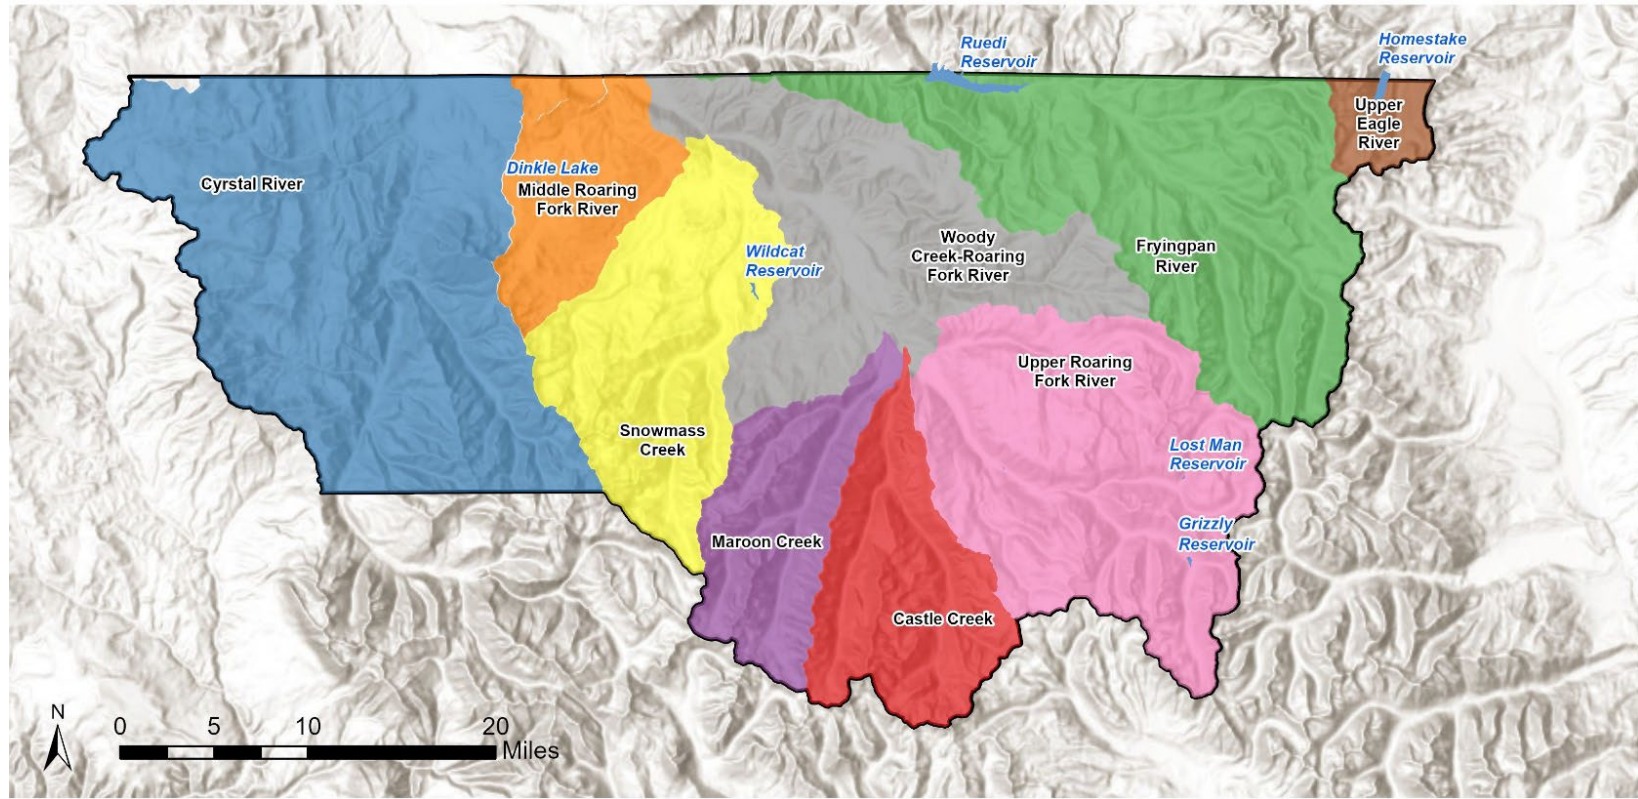 Ruedi
Reservoir
Homestake
Reservoir
Upper
Eagle
River
Cyrstal River
Dinkle Lake
Middle Roaring
Fork River
Wildcat
Reservoir
Woody
Creek-Roaring
Fork River
Fryingpan
River
Upper Roaring
Fork River
Snowmass
Creek
Lost Man
Reservoir
Grizzly
Reservoir
Maroon Creek
Castle Creek
N
0 5 10 20
Miles